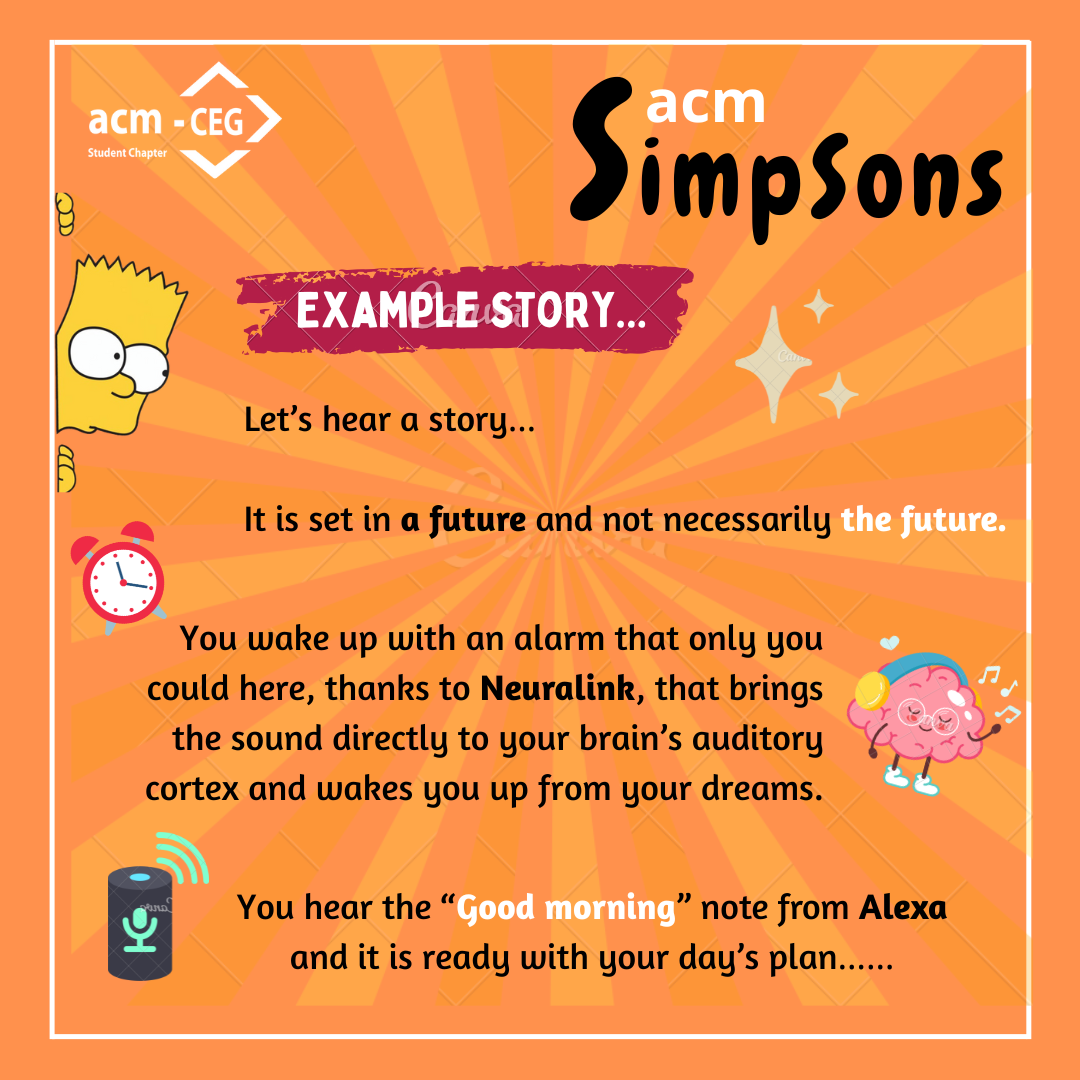 acm - CEG
Student Chapter
acm
Simpsons
EXAMPLE STORY...
Let's hear a story...
It is set in a future and not necessarily the future.
You wake up with an alarm that only you
could here, thanks to Neuralink, that brings
the sound directly to your brain's auditory
cortex and wakes you up from your dreams.
You hear the “Good morning” note from Alexa
and it is ready with your day's plan......
Canva